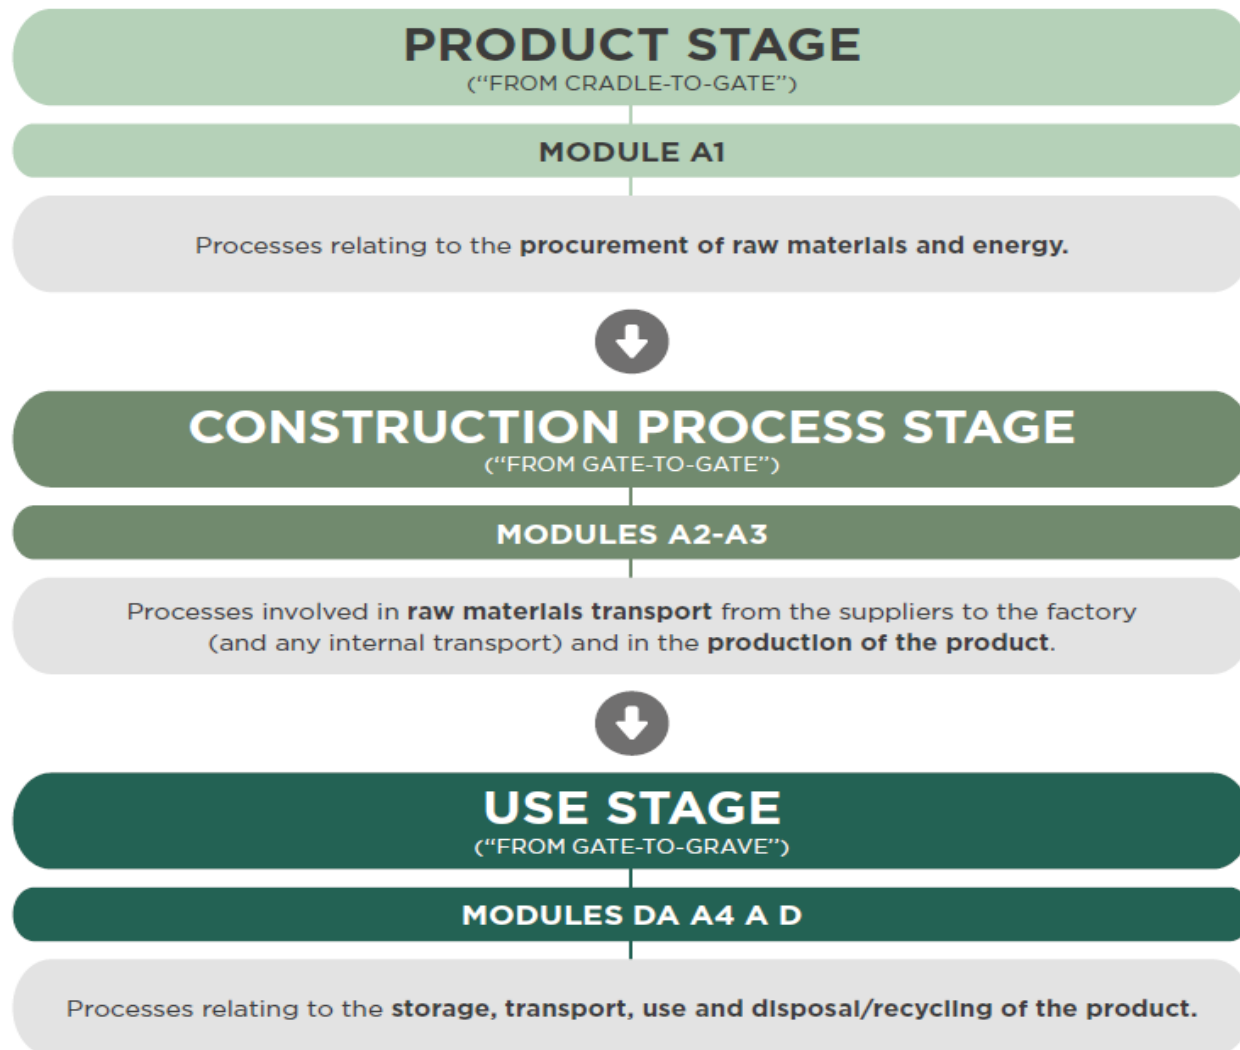 PRODUCT STAGE
(“FROM CRADLE-TO-GATE”)
MODULE A1
Processes relating to the procurement of raw materials and energy.
CONSTRUCTION PROCESS STAGE
(“FROM GATE-TO-GATE”)
MODULES A2-A3
Processes involved in raw materials transport from the suppliers to the factory
(and any internal transport) and in the production of the product.
USE STAGE
(“FROM GATE-TO-GRAVE”)
MODULES DA A4 A D
Processes relating to the storage, transport, use and disposal/recycling of the product.